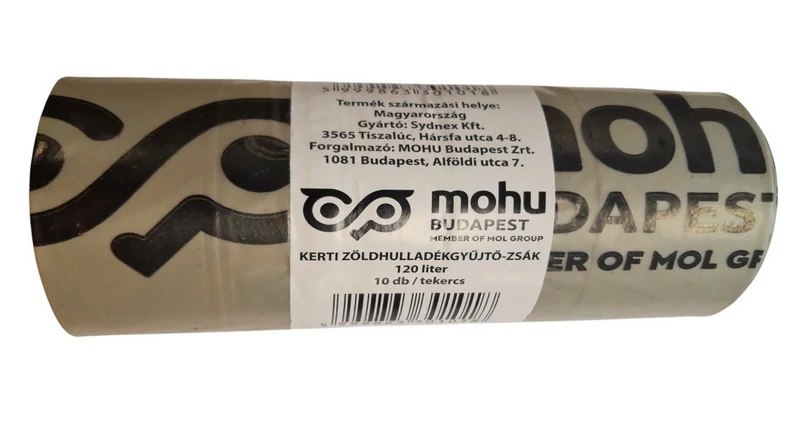 5999863301018
Termék származási helye:
Magyarország
Gyártó: Sydnex Kft.
3565 Tiszalúc, Hársfa utca 4-8.
Forgalmazó: MOHU Budapest Zrt.
1081 Budapest, Alföldi utca 7.
mohu
BUDAPEST
MEMBER OF MOL GROUP
KERTI ZÖLDHULLADÉKGYŰJTŐ-ZSÁK
120 liter
10 db / tekercs
5999863301018
moh
DAPEST
ER OF MOL GR